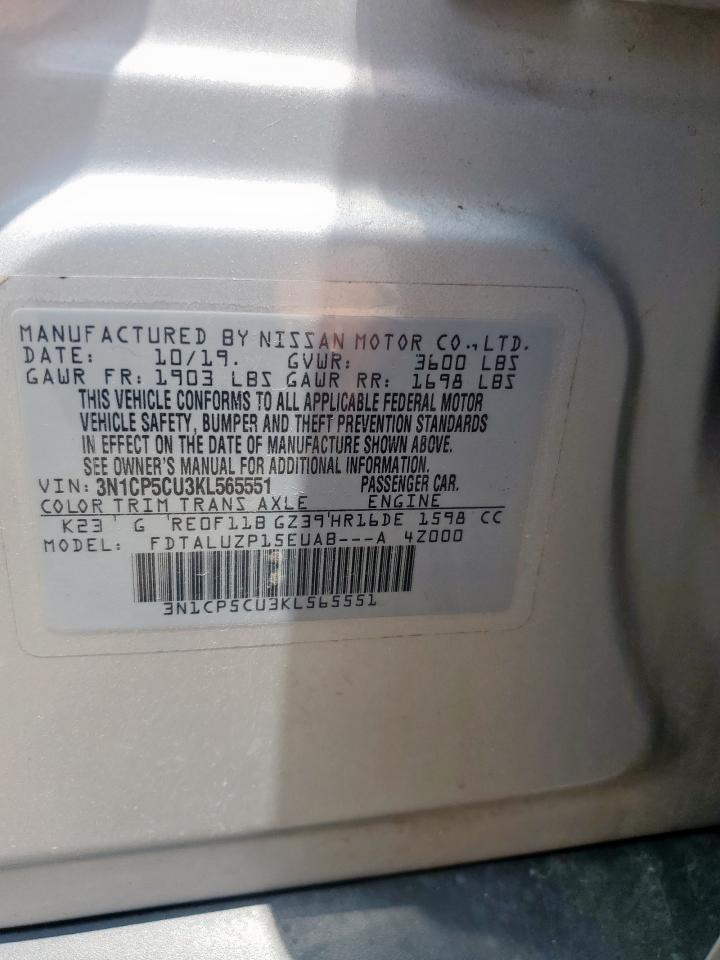 MANUFACTURED BY NISSAN MOTOR CO., LTD.
DATE: 10/19. GVWR: 3600 LBS
GAWR FR: 1903 LBS GAWR RR: 1698 LBS
THIS VEHICLE CONFORMS TO ALL APPLICABLE FEDERAL MOTOR
VEHICLE SAFETY, BUMPER AND THEFT PREVENTION STANDARDS
IN EFFECT ON THE DATE OF MANUFACTURE SHOWN ABOVE.
SEE OWNER'S MANUAL FOR ADDITIONAL INFORMATION.
VIN: 3N1CP5CU3KL565551 PASSENGER CAR.
COLOR TRIM TRANS AXLE ENGINE
K23 ' G 'RE0F11B GZ39'HR16DE 1598 CC
MODEL: FDTALUZP15EUAB---A 4Z000
3N1CP5CU3KL565551